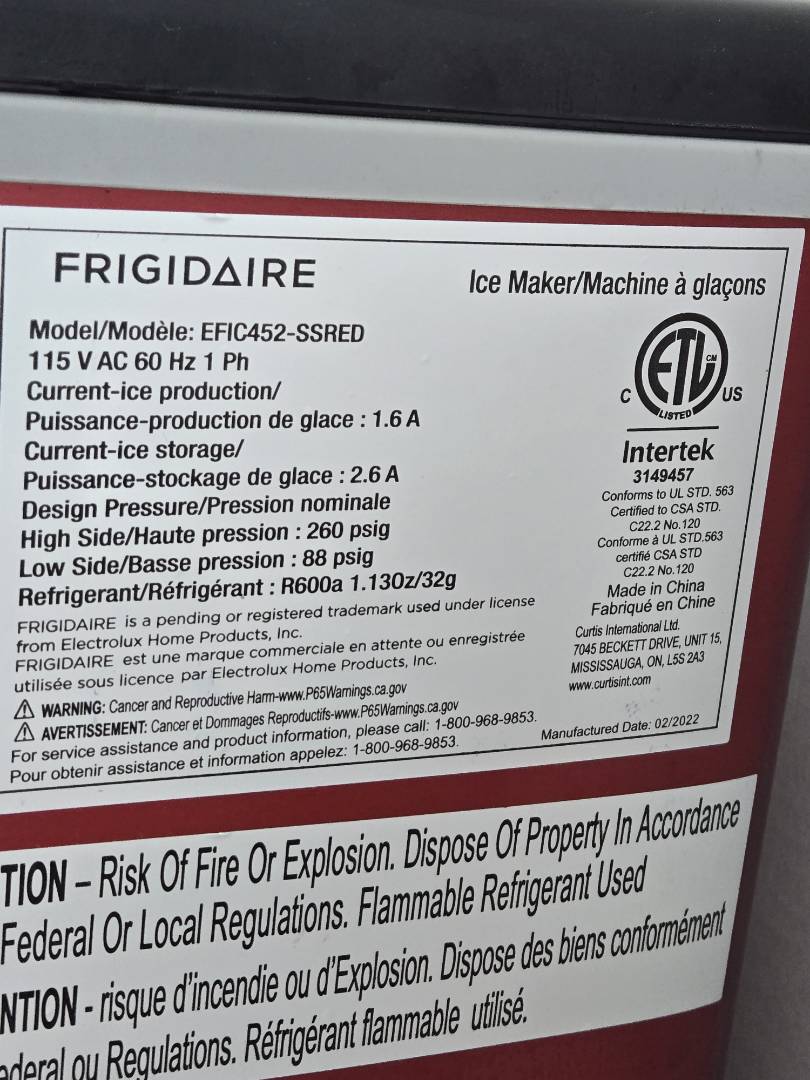 FRIGIDAIRE
Ice Maker/Machine à glaçons
Model/Modèle: EFIC452-SSRED
115 V AC 60 Hz 1 Ph
Current-ice production/
Puissance-production de glace : 1.6 A
Current-ice storage/
Puissance-stockage de glace : 2.6 A
Design Pressure/Pression nominale
High Side/Haute pression : 260 psig
Low Side/Basse pression : 88 psig
Refrigerant/Réfrigérant : R600a 1.13Oz/32g
FRIGIDAIRE is a pending or registered trademark used under license
from Electrolux Home Products, Inc.
FRIGIDAIRE est une marque commerciale en attente ou enregistrée
utilisée sous licence par Electrolux Home Products, Inc.
WARNING: Cancer and Reproductive Harm-www.P65Warnings.ca.gov
AVERTISSEMENT: Cancer et Dommages Reproductifs-www.P65Warnings.ca.gov
For service assistance and product information, please call: 1-800-968-9853.
Pour obtenir assistance et information appelez: 1-800-968-9853.
ETL CM
C US
LISTED
Intertek
3149457
Conforms to UL STD. 563
Certified to CSA STD.
C22.2 No.120
Conforme à UL STD.563
certifié CSA STD
C22.2 No.120
Made in China
Fabriqué en Chine
Curtis International Ltd.
7045 BECKETT DRIVE, UNIT 15,
MISSISSAUGA, ON, L5S 2A3
www.curtisint.com
Manufactured Date: 02/2022
TION – Risk Of Fire Or Explosion. Dispose Of Property In Accordance
Federal Or Local Regulations. Flammable Refrigerant Used
NTION - risque d'incendie ou d'Explosion. Dispose des biens conformément
ederal ou Regulations. Réfrigérant flammable utilisé.